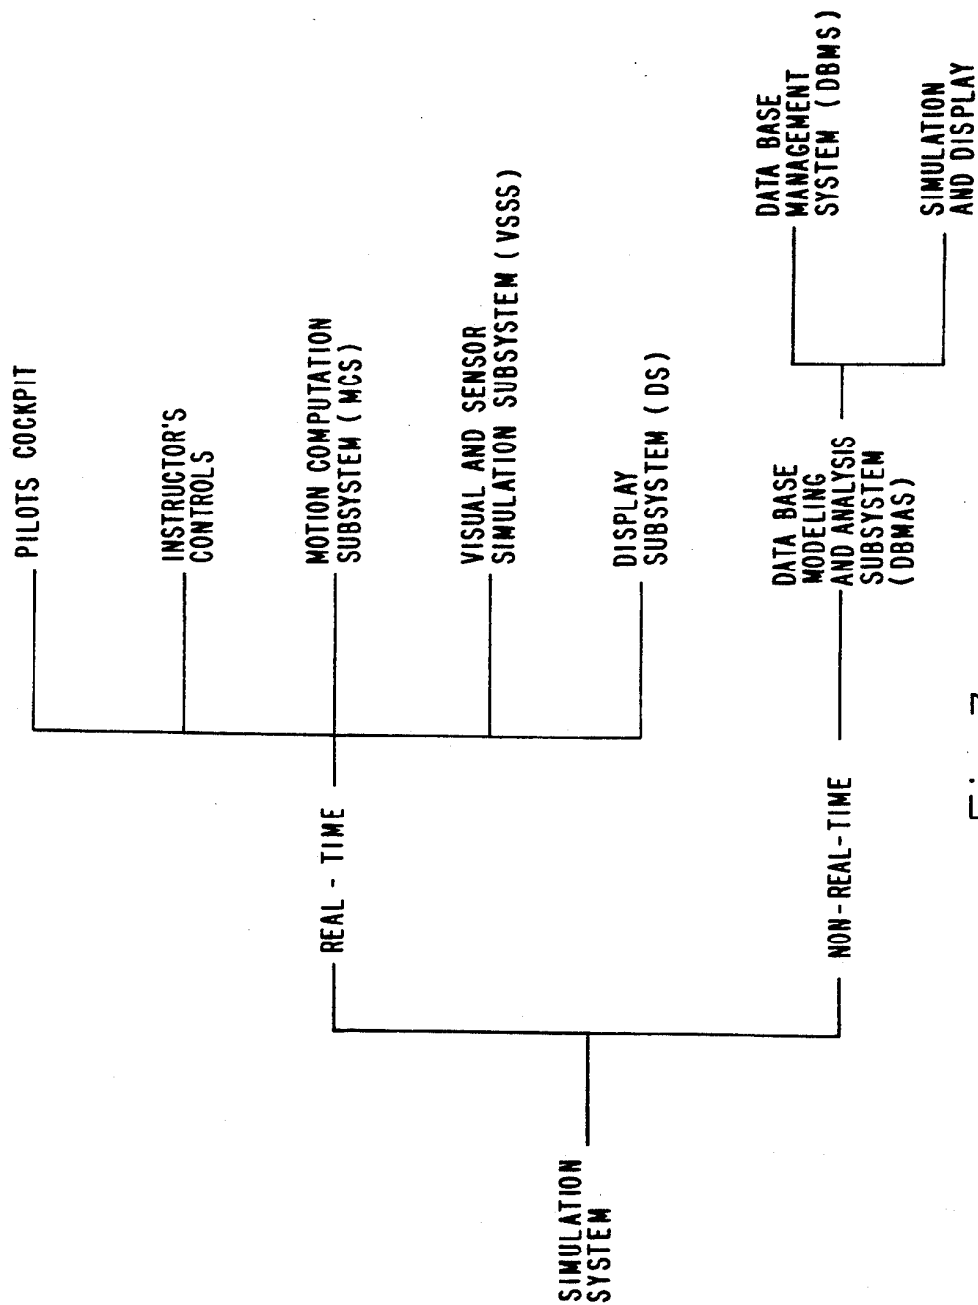 SIMULATION
SYSTEM
REAL - TIME
PILOTS COCKPIT
INSTRUCTOR'S
CONTROLS
MOTION COMPUTATION
SUBSYSTEM (MCS)
VISUAL AND SENSOR
SIMULATION SUBSYSTEM (VSSS)
DISPLAY
SUBSYSTEM (DS)
NON-REAL-TIME
DATA BASE
MODELING
AND ANALYSIS
SUBSYSTEM
(DBMAS)
DATA BASE
MANAGEMENT
SYSTEM (DBMS)
SIMULATION
AND DISPLAY